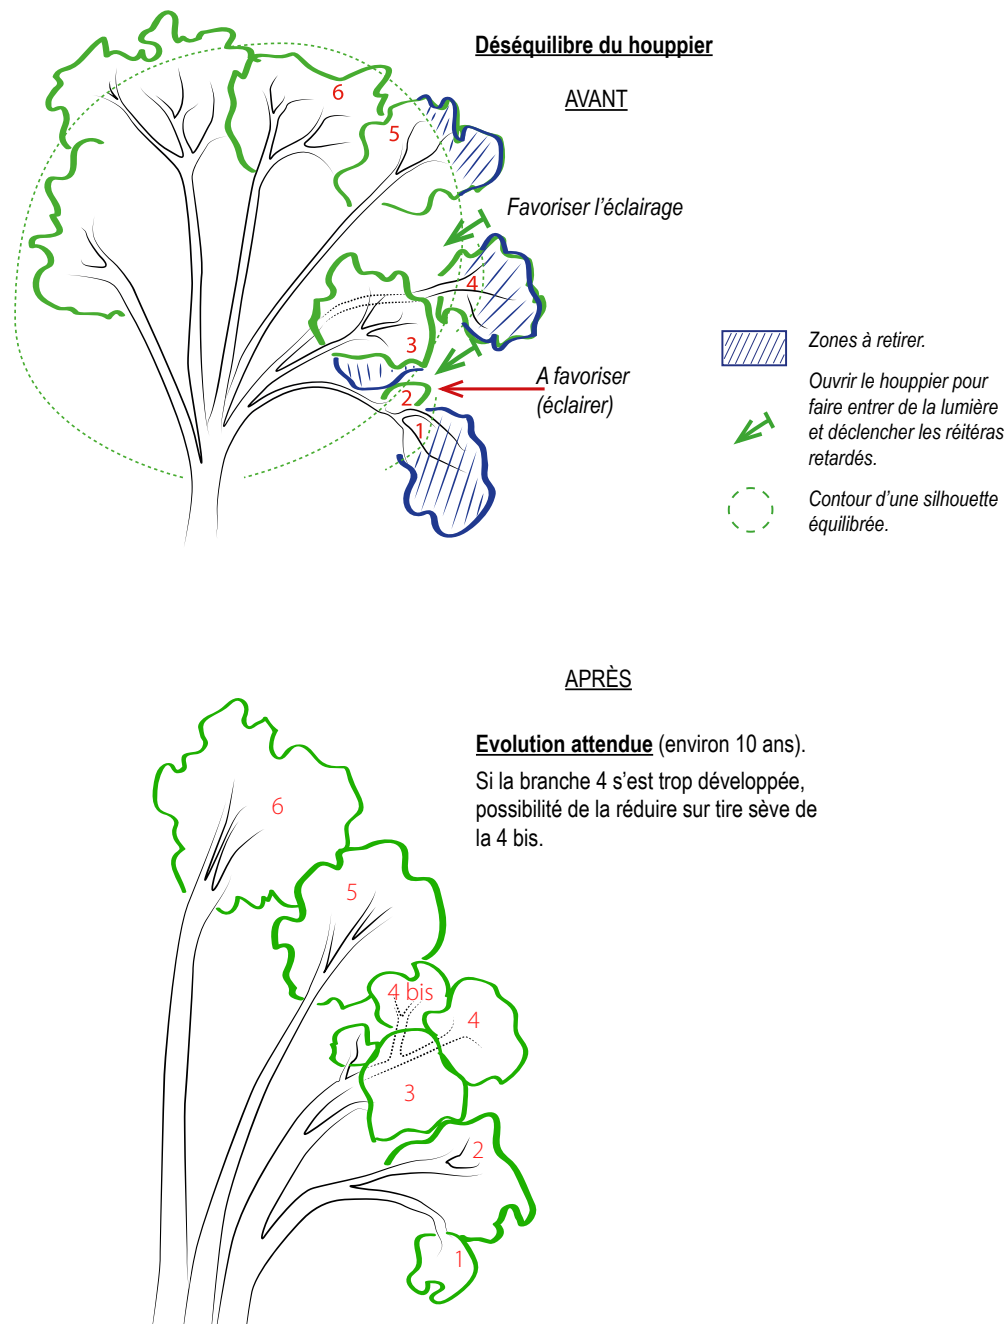 Déséquilibre du houppier
AVANT
6
5
Favoriser l'éclairage
4
3
A favoriser
(éclairer)
2
1
Zones à retirer.
Ouvrir le houppier pour
faire entrer de la lumière
et déclencher les réitéras
retardés.
Contour d'une silhouette
équilibrée.
APRÈS
Evolution attendue (environ 10 ans).
Si la branche 4 s'est trop développée,
possibilité de la réduire sur tire sève de
la 4 bis.
6
5
4 bis
4
3
2
1